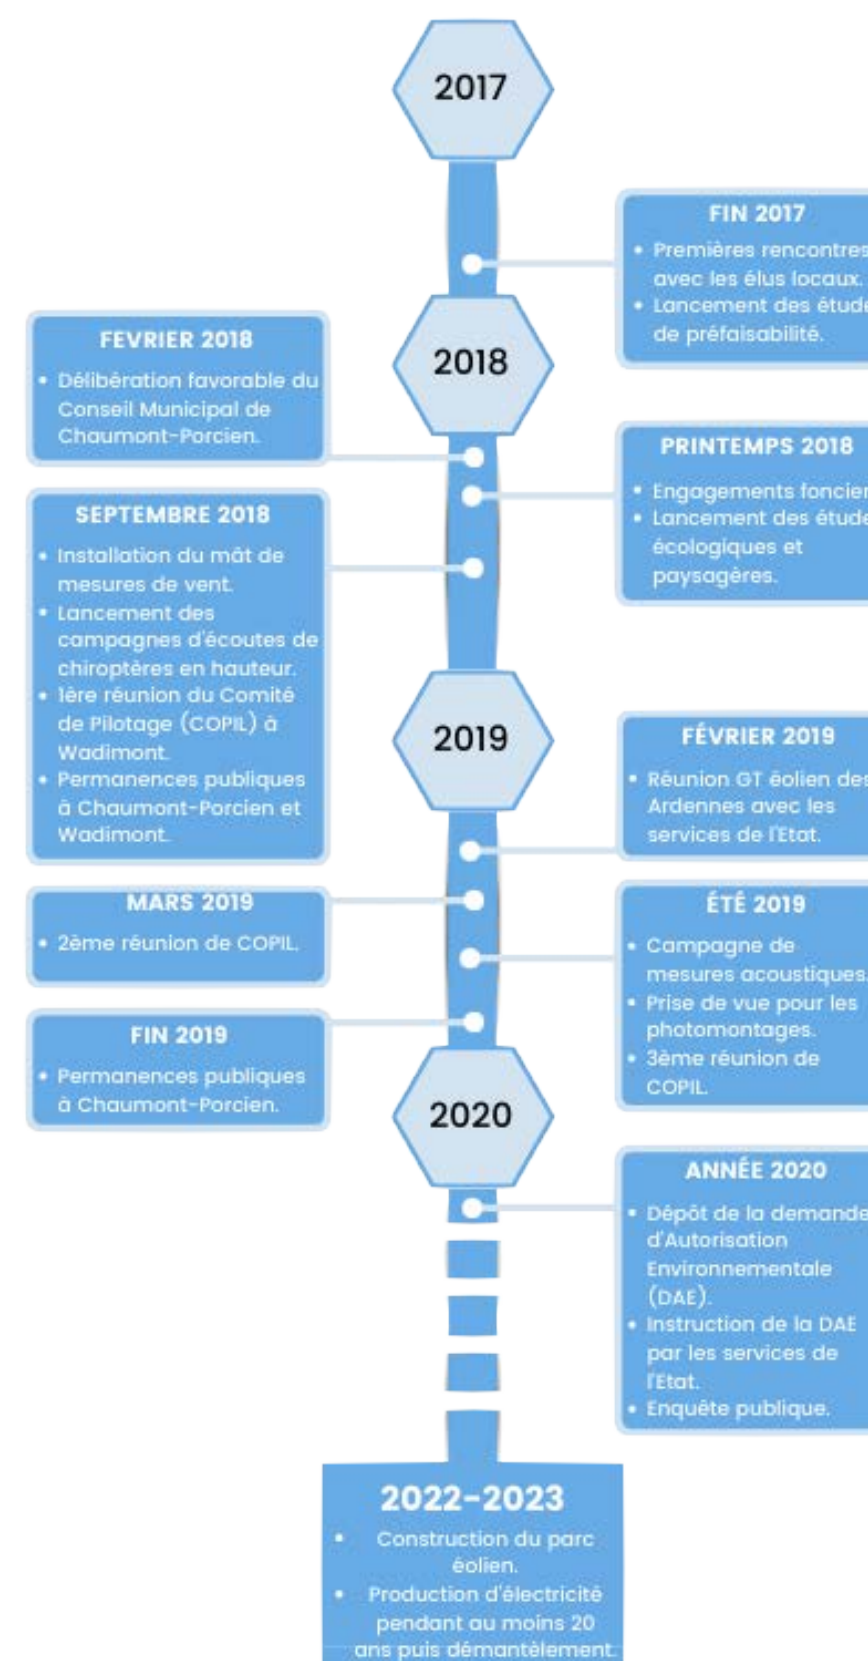 2017
FIN 2017
• Premières rencontres
avec les élus locaux.
• Lancement des étude
de préfaisabilité.
2018
FEVRIER 2018
• Délibération favorable du
Conseil Municipal de
Chaumont-Porcien.
PRINTEMPS 2018
• Engagements foncier
• Lancement des étude
écologiques et
paysagères.
SEPTEMBRE 2018
• Installation du mât de
mesures de vent.
• Lancement des
campagnes d'écoutes de
chiroptères en hauteur.
• 1ère réunion du Comité
de Pilotage (COPIL) à
Wadimont.
• Permanences publiques
à Chaumont-Porcien et
Wadimont.
2019
FÉVRIER 2019
• Réunion GT éolien des
Ardennes avec les
services de l'Etat.
MARS 2019
• 2ème réunion de COPIL.
ÉTÉ 2019
• Campagne de
mesures acoustiques.
• Prise de vue pour les
photomontages.
• 3ème réunion de
COPIL.
FIN 2019
• Permanences publiques
à Chaumont-Porcien.
2020
ANNÉE 2020
• Dépôt de la demande
d'Autorisation
Environnementale
(DAE).
• Instruction de la DAE
par les services de
l'Etat.
• Enquête publique.
2022-2023
• Construction du parc
éolien.
• Production d'électricité
pendant au moins 20
ans puis démantèlement.